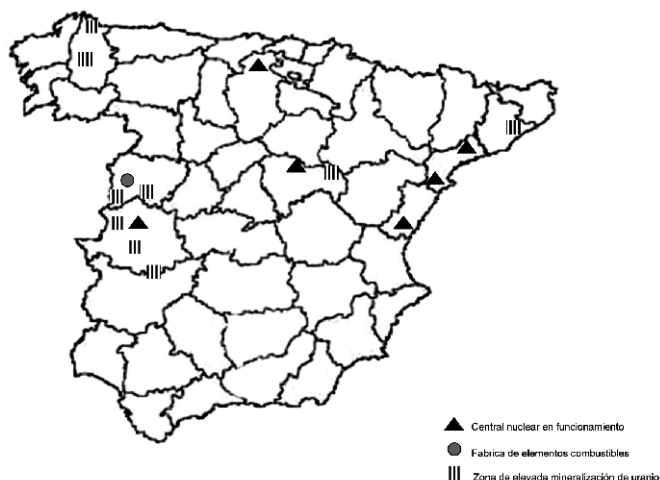 Central nuclear en funcionamiento
Fabrica de elementos combustibles
Zona de elevada mineralización de uranio